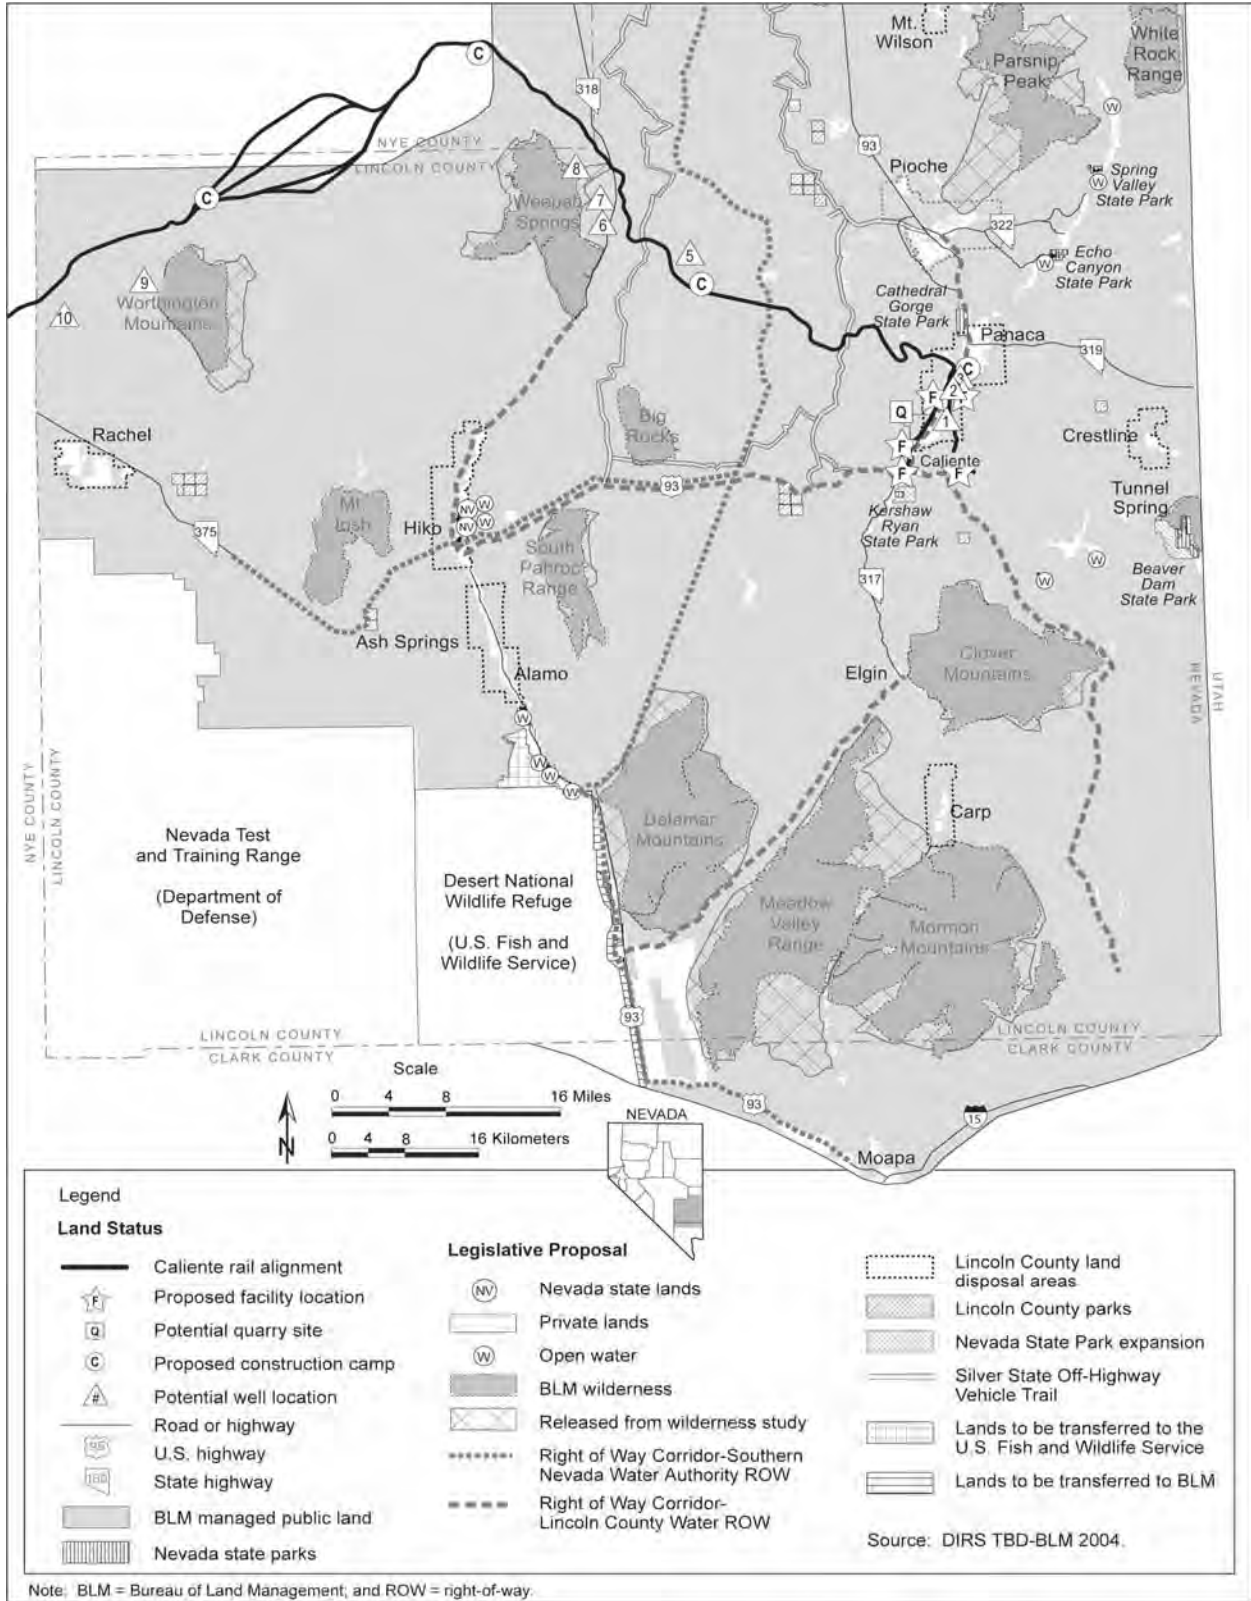 Mt.
Wilson
White
Rock
Range
Parsnip
Peak
C
318
W
NYE COUNTY
LINCOLN COUNTY
93
Pioche
8
Spring
Valley
State Park
W
C
Weepah
Springs
7
6
322
5
Echo
Canyon
State Park
W
9
C
Cathedral
Gorge
State Park
Worthington
Mountains
10
Panaca
319
C
2
F
Q
1
Big
Rocks
Rachel
Crestline
F
Caliente
F
F
93
Tunnel
Spring
Mt
Irish
Hiko
NV
W
NV
W
Kershaw
Ryan
State Park
375
South
Pahroc
Range
W
W
Beaver
Dam
State Park
317
Ash Springs
Clover
Mountains
Alamo
Elgin
UTAH
NEVADA
W
W
W
W
Carp
NYE COUNTY
LINCOLN COUNTY
Delamar
Mountains
Nevada Test
and Training Range
(Department of
Defense)
Desert National
Wildlife Refuge
(U.S. Fish and
Wildlife Service)
Meadow
Valley
Range
Mormon
Mountains
93
LINCOLN COUNTY
CLARK COUNTY
LINCOLN COUNTY
CLARK COUNTY
Scale
0 4 8 16 Miles
0 4 8 16 Kilometers
N
NEVADA
93
15
Moapa
Legend
Land Status
Caliente rail alignment
F Proposed facility location
Q Potential quarry site
C Proposed construction camp
# Potential well location
Road or highway
95 U.S. highway
State highway
BLM managed public land
Nevada state parks
Legislative Proposal
NV Nevada state lands
Private lands
W Open water
BLM wilderness
Released from wilderness study
Right of Way Corridor-Southern
Nevada Water Authority ROW
Right of Way Corridor-
Lincoln County Water ROW
Lincoln County land
disposal areas
Lincoln County parks
Nevada State Park expansion
Silver State Off-Highway
Vehicle Trail
Lands to be transferred to the
U.S. Fish and Wildlife Service
Lands to be transferred to BLM
Source: DIRS TBD-BLM 2004.
Note: BLM = Bureau of Land Management; and ROW = right-of-way.